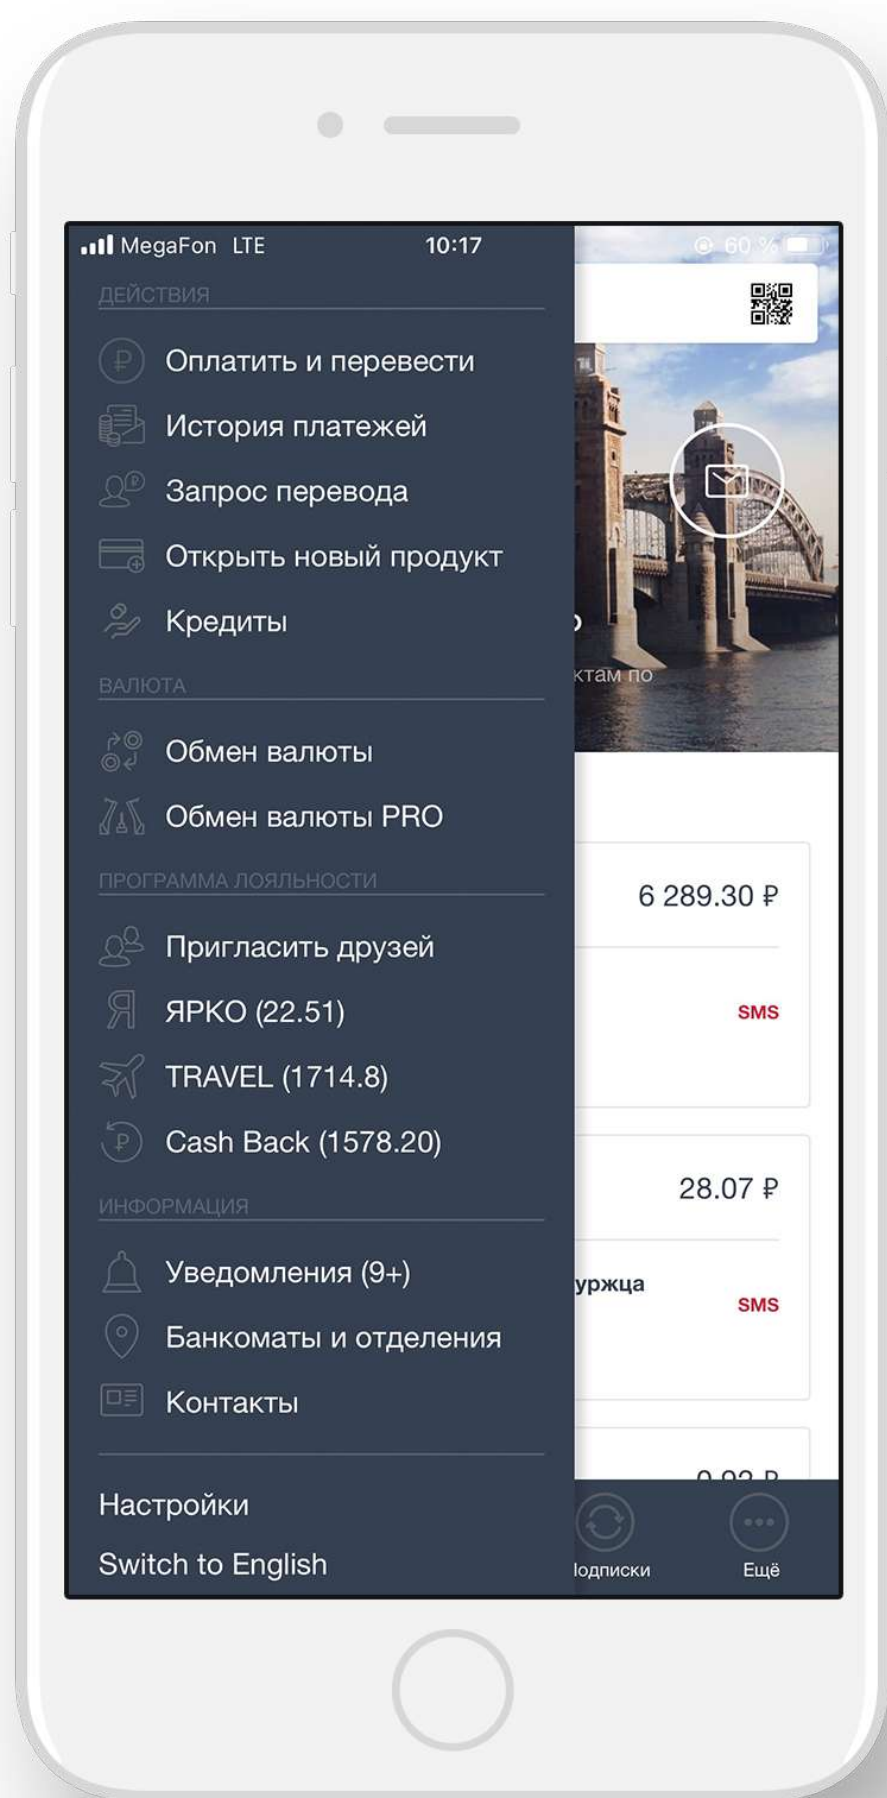 MegaFon LTE 10:17 60 %
ДЕЙСТВИЯ
Оплатить и перевести
История платежей
Запрос перевода
Открыть новый продукт
Кредиты
ктам по
ВАЛЮТА
Обмен валюты
Обмен валюты PRO
ПРОГРАММА ЛОЯЛЬНОСТИ
6 289.30 ₽
Пригласить друзей
ЯРКО (22.51)
SMS
TRAVEL (1714.8)
Cash Back (1578.20)
28.07 ₽
ИНФОРМАЦИЯ
Уведомления (9+)
уржца
SMS
Банкоматы и отделения
Контакты
Настройки
Switch to English
Подписки
Ещё